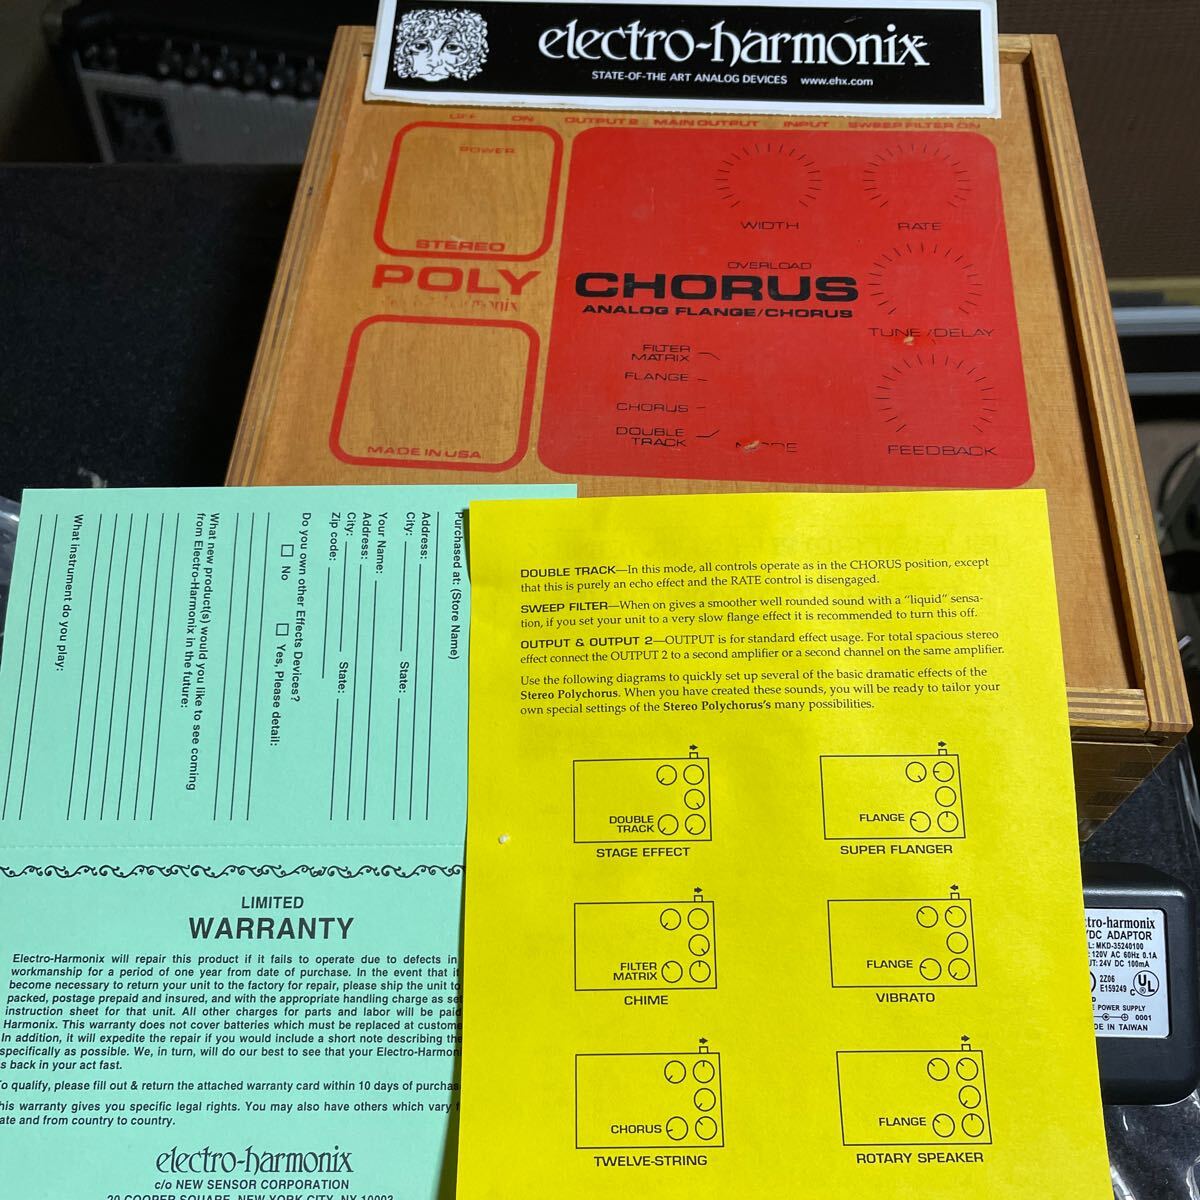 electro-harmonix
STATE-OF-THE ART ANALOG DEVICES www.ehx.com
OFF ON OUTPUT 2 MAIN OUTPUT INPUT SWEEP FILTER ON
POWER
STEREO
WIDTH
RATE
OVERLOAD
POLY CHORUS
ANALOG FLANGE/CHORUS
TUNE/DELAY
FILTER
MATRIX
FLANGE
CHORUS
DOUBLE
TRACK
FEEDBACK
MADE IN USA
Purchased at: (Store Name)
Address:
City: State:
Your Name:
Address:
City: State:
Zip code:
Do you own other Effects Devices?
No Yes, Please detail:
What new product(s) would you like to see coming
from Electro-Harmonix in the future:
What instrument do you play:
LIMITED
WARRANTY
Electro-Harmonix will repair this product if it fails to operate due to defects in
workmanship for a period of one year from date of purchase. In the event that it
become necessary to return your unit to the factory for repair, please ship the unit to
packed, postage prepaid and insured, and with the appropriate handling charge as set
instruction sheet for that unit. All other charges for parts and labor will be paid
Harmonix. This warranty does not cover batteries which must be replaced at
In addition, it will expedite the repair if you would include a short note describing the
specifically as possible. We, in turn, will do our best to see that your
back in your act fast.
qualify, please fill out & return the attached warranty card within 10 days of
warranty gives you specific legal rights. You may also have others which vary
and from country to country.
electro-harmonix
c/o NEW SENSOR CORPORATION
20 COOPER SQUARE, NEW YORK CITY, NY 10003
DOUBLE TRACK—In this mode, all controls operate as in the CHORUS position, except
that this is purely an echo effect and the RATE control is disengaged.
SWEEP FILTER—When on gives a smoother well rounded sound with a "liquid" sensa-
tion, if you set your unit to a very slow flange effect it is recommended to turn this off.
OUTPUT & OUTPUT 2—OUTPUT is for standard effect usage. For total spacious stereo
effect connect the OUTPUT 2 to a second amplifier or a second channel on the same amplifier.
Use the following diagrams to quickly set up several of the basic dramatic effects of the
Stereo Polychorus. When you have created these sounds, you will be ready to tailor your
own special settings of the Stereo Polychorus's many possibilities.
DOUBLE
TRACK
STAGE EFFECT
FLANGE
SUPER FLANGER
FILTER
MATRIX
CHIME
FLANGE
VIBRATO
CHORUS
TWELVE-STRING
FLANGE
ROTARY SPEAKER
tro-harmonix
/DC ADAPTOR
L: MKD-35240100
: 120V AC 60Hz 0.1A
UT: 24V DC 100mA
2Z06
E159249
UL
POWER SUPPLY
0001
DE IN TAIWAN